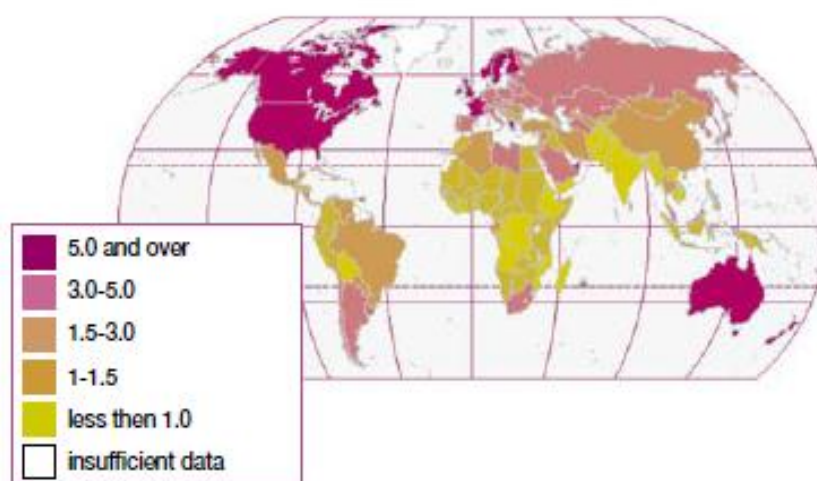 5.0 and over
3.0-5.0
1.5-3.0
1-1.5
less then 1.0
insufficient data